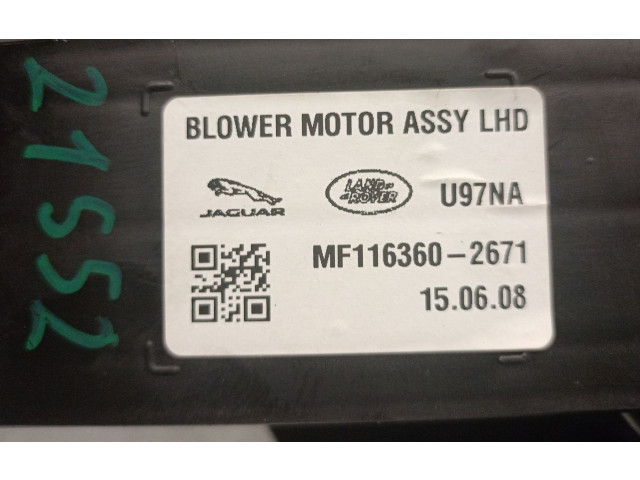 21552
BLOWER MOTOR ASSY LHD
JAGUAR
LAND ROVER
U97NA
MF116360-2671
15.06.08